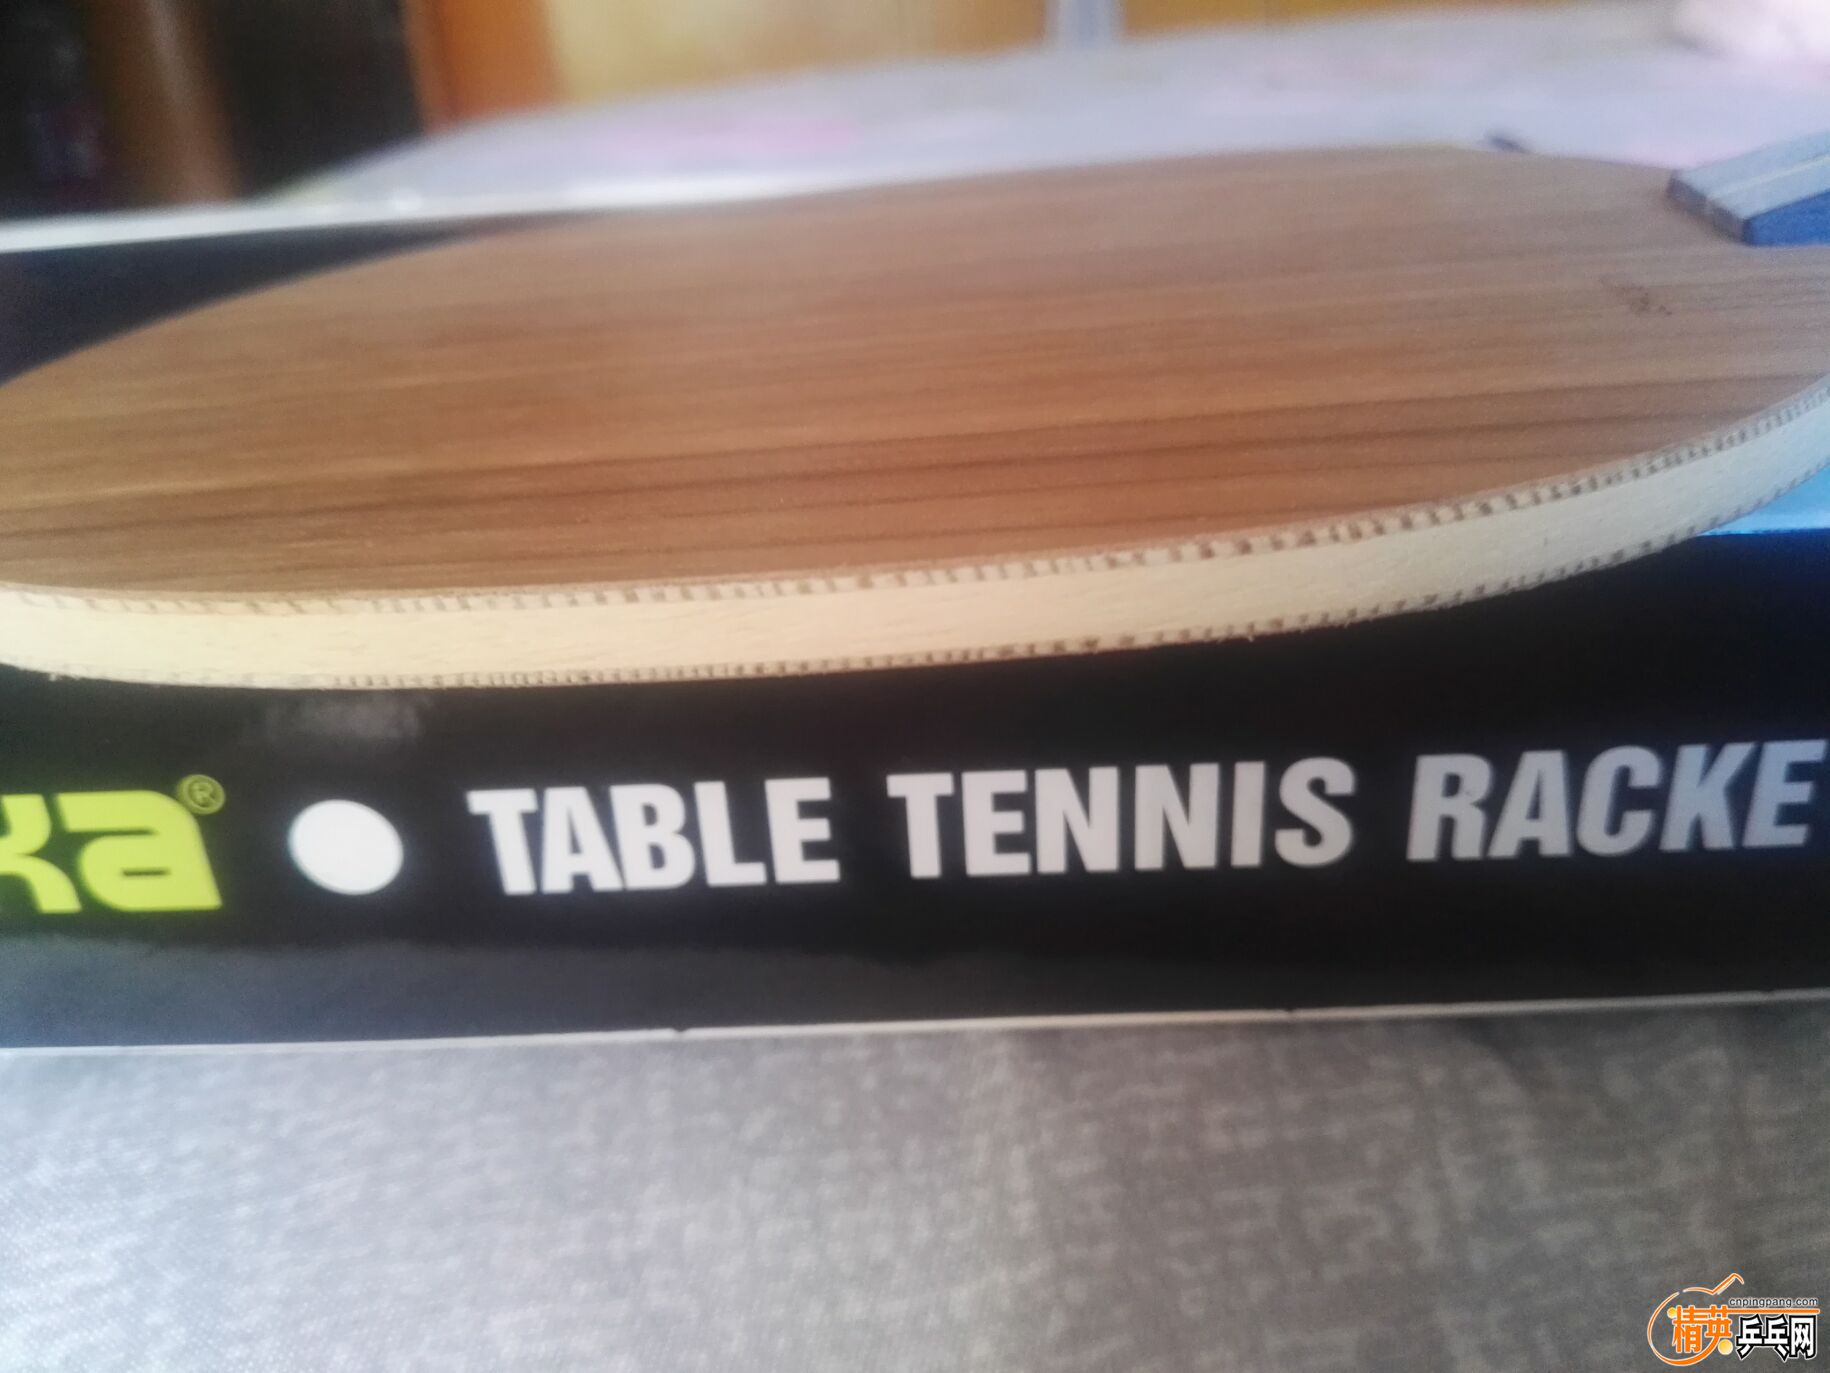 ka® ● TABLE TENNIS RACKE
cnpingpang.com
精英乒乓网